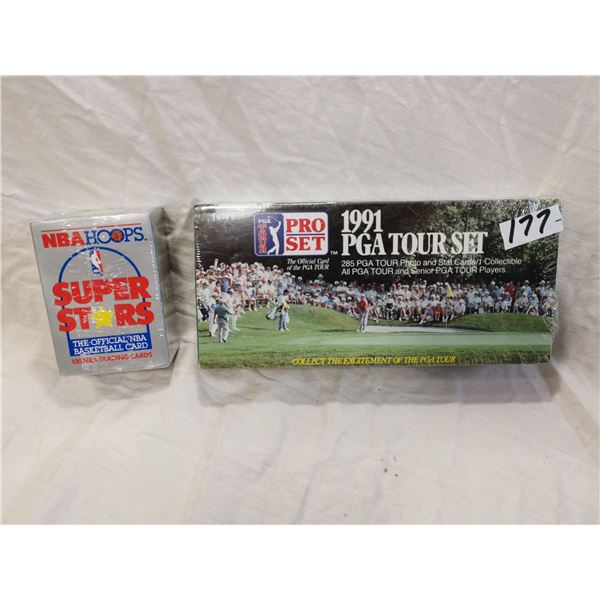 NBA HOOPS
SUPER
STARS
THE OFFICIAL NBA
BASKETBALL CARD
100 NBA TRADING CARDS
PGA
TOUR
PRO
SET
TM
The Official Card
of the PGA TOUR
1991
PGA TOUR SET
285 PGA TOUR Photo and Stat Cards/1 Collectible
All PGA TOUR and Senior PGA TOUR Players
177
COLLECT THE EXCITEMENT OF THE PGA TOUR